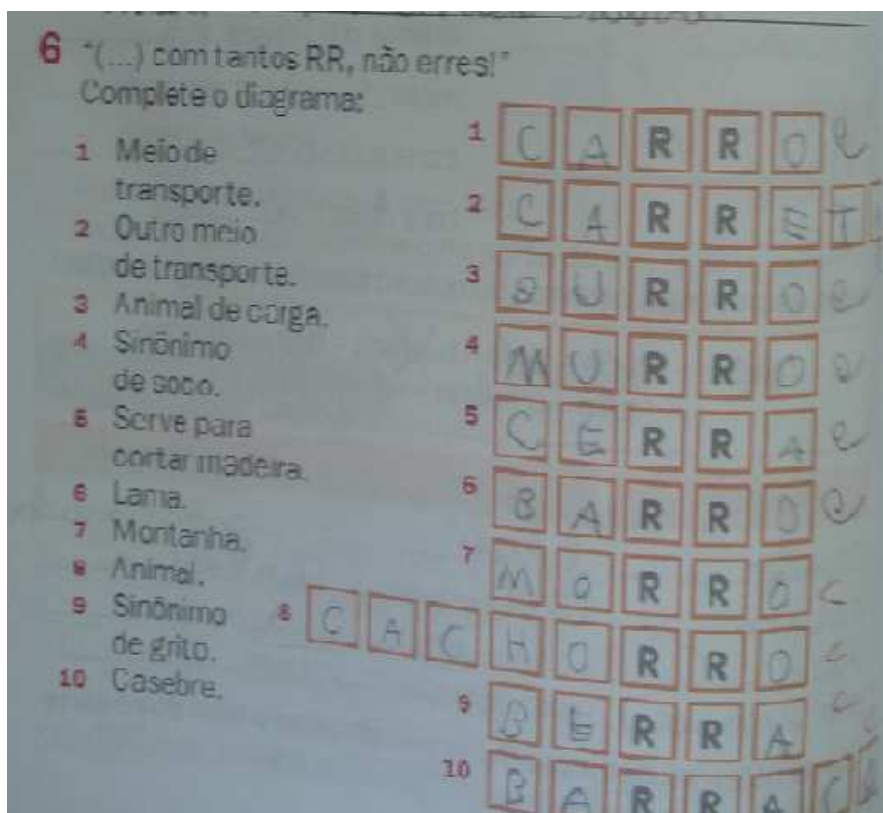 6 "(...) com tantos RR, não erres!"
Complete o diagrama:
1 Meio de
transporte.
2 Outro meio
de transporte.
3 Animal de carga.
4 Sinônimo
de soco.
5 Serve para
cortar madeira.
6 Lama.
7 Montanha.
8 Animal.
9 Sinônimo
de grito.
10 Casebre.
1 CARRO
2 CARRET
3 BURRO
4 MURRO
5 CERRA
6 BARRO
7 MORRO
8 CACHORRO
9 BERRA
10 BARRAC